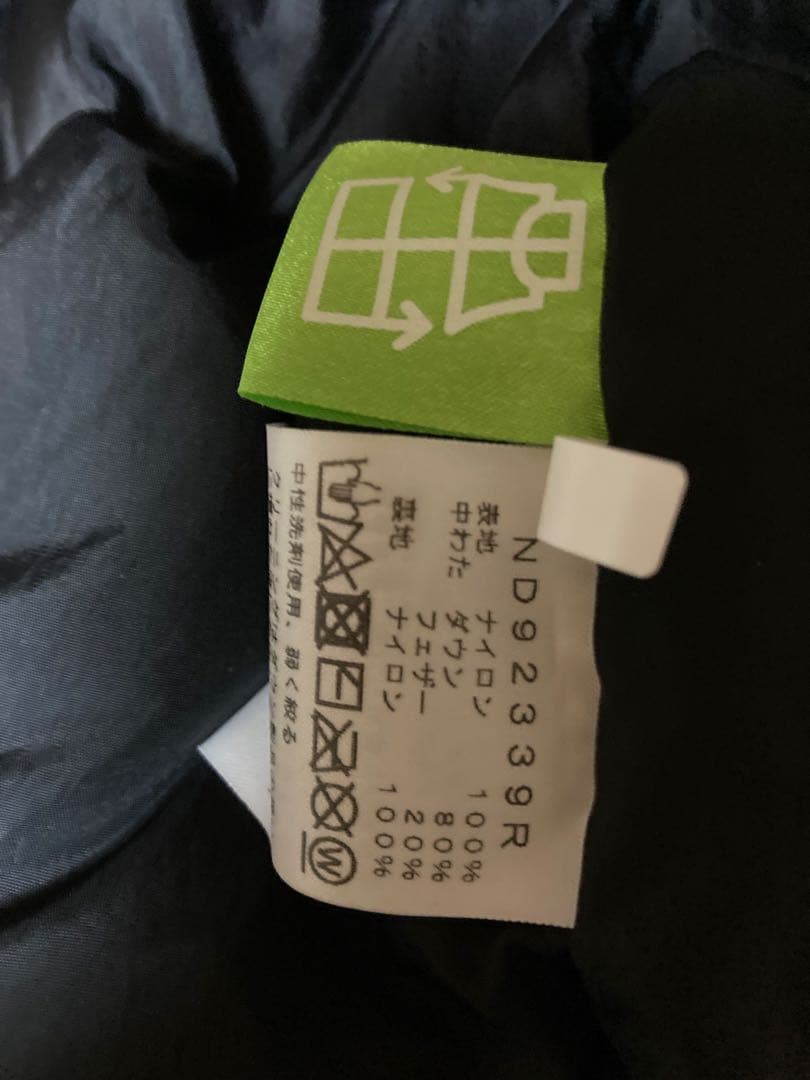 ND92339R
表地 ナイロン 100%
中わた ダウン 80%
フェザー 20%
裏地 ナイロン 100%
W
中性洗剤使用、弱く絞る